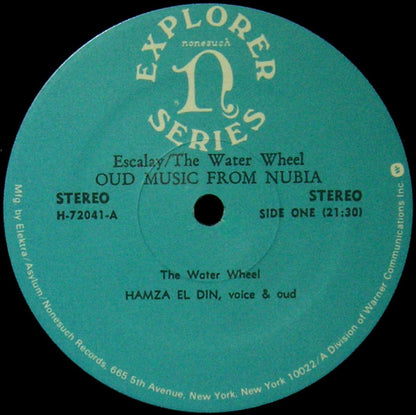 EXPLORER
nonesuch
n
SERIES
Escalay/The Water Wheel
OUD MUSIC FROM NUBIA
STEREO
H-72041-A
STEREO
SIDE ONE (21:30)
The Water Wheel
HAMZA EL DIN, voice & oud
Mfg. by Elektra/Asylum/Nonesuch Records, 665 5th Avenue, New York, New York 10022/A Division of Warner Communications Inc.